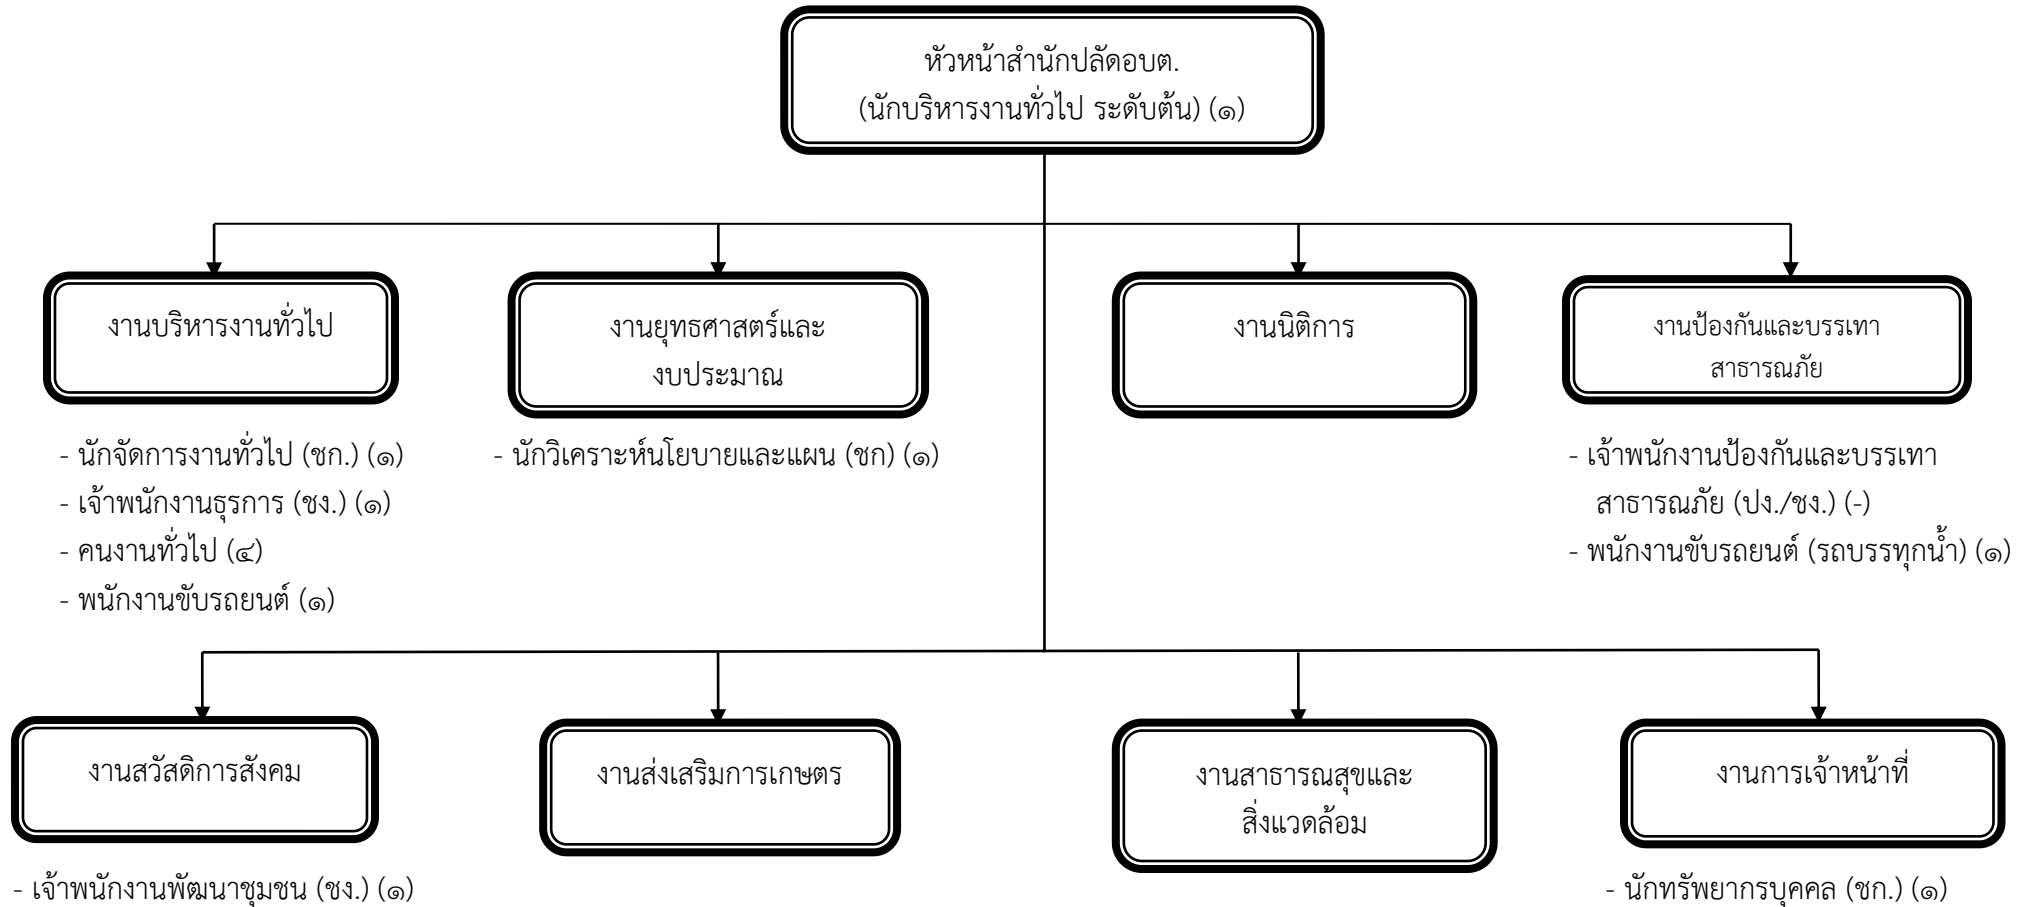 หัวหน้าสำนักปลัดอบต.
(นักบริหารงานทั่วไป ระดับต้น) (๑)
งานบริหารงานทั่วไป
งานยุทธศาสตร์และ
งบประมาณ
งานนิติการ
งานป้องกันและบรรเทา
สาธารณภัย
- นักจัดการงานทั่วไป (ชก.) (๑)
- เจ้าพนักงานธุรการ (ชง.) (๑)
- คนงานทั่วไป (๔)
- พนักงานขับรถยนต์ (๑)
- นักวิเคราะห์นโยบายและแผน (ชก) (๑)
- เจ้าพนักงานป้องกันและบรรเทา
สาธารณภัย (ปง./ชง.) (-)
- พนักงานขับรถยนต์ (รถบรรทุกน้ำ) (๑)
งานสวัสดิการสังคม
งานส่งเสริมการเกษตร
งานสาธารณสุขและ
สิ่งแวดล้อม
งานการเจ้าหน้าที่
- เจ้าพนักงานพัฒนาชุมชน (ชง.) (๑)
- นักทรัพยากรบุคคล (ชก.) (๑)